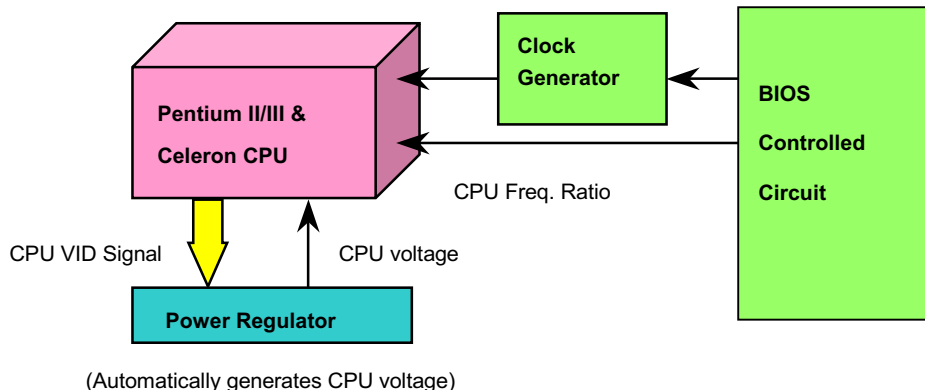 Clock
Generator
BIOS
Controlled
Circuit
Pentium II/III &
Celeron CPU
CPU Freq. Ratio
CPU VID Signal
CPU voltage
Power Regulator
(Automatically generates CPU voltage)